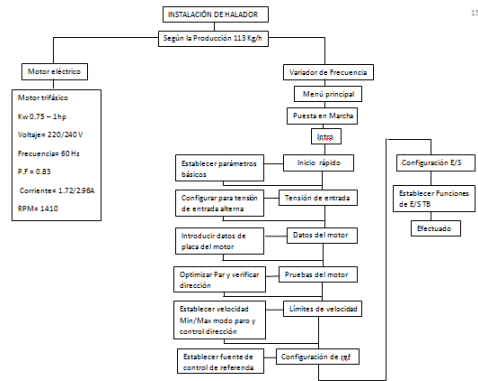 13
INSTALACIÓN DE HALADOR
Según la Producción 113 Kg/h
Motor eléctrico
Motor trifásico
Kw 0.75 – 1hp
Voltaje= 220/240 V
Frecuencia= 60 Hz
P.F = 0.83
Corriente= 1.72/2.96A
RPM= 1410
Variador de Frecuencia
Menú principal
Puesta en Marcha
Intro
Inicio rápido
Establecer parámetros
básicos
Tensión de entrada
Configurar para tensión
de entrada alterna
Datos del motor
Introducir datos de
placa del motor
Pruebas del motor
Optimizar Par y verificar
dirección
Límites de velocidad
Establecer velocidad
Min/Max modo paro y
control dirección
Configuración de ref
Establecer fuente de
control de referencia
Configuración E/S
Establecer Funciones
de E/S TB
Efectuado